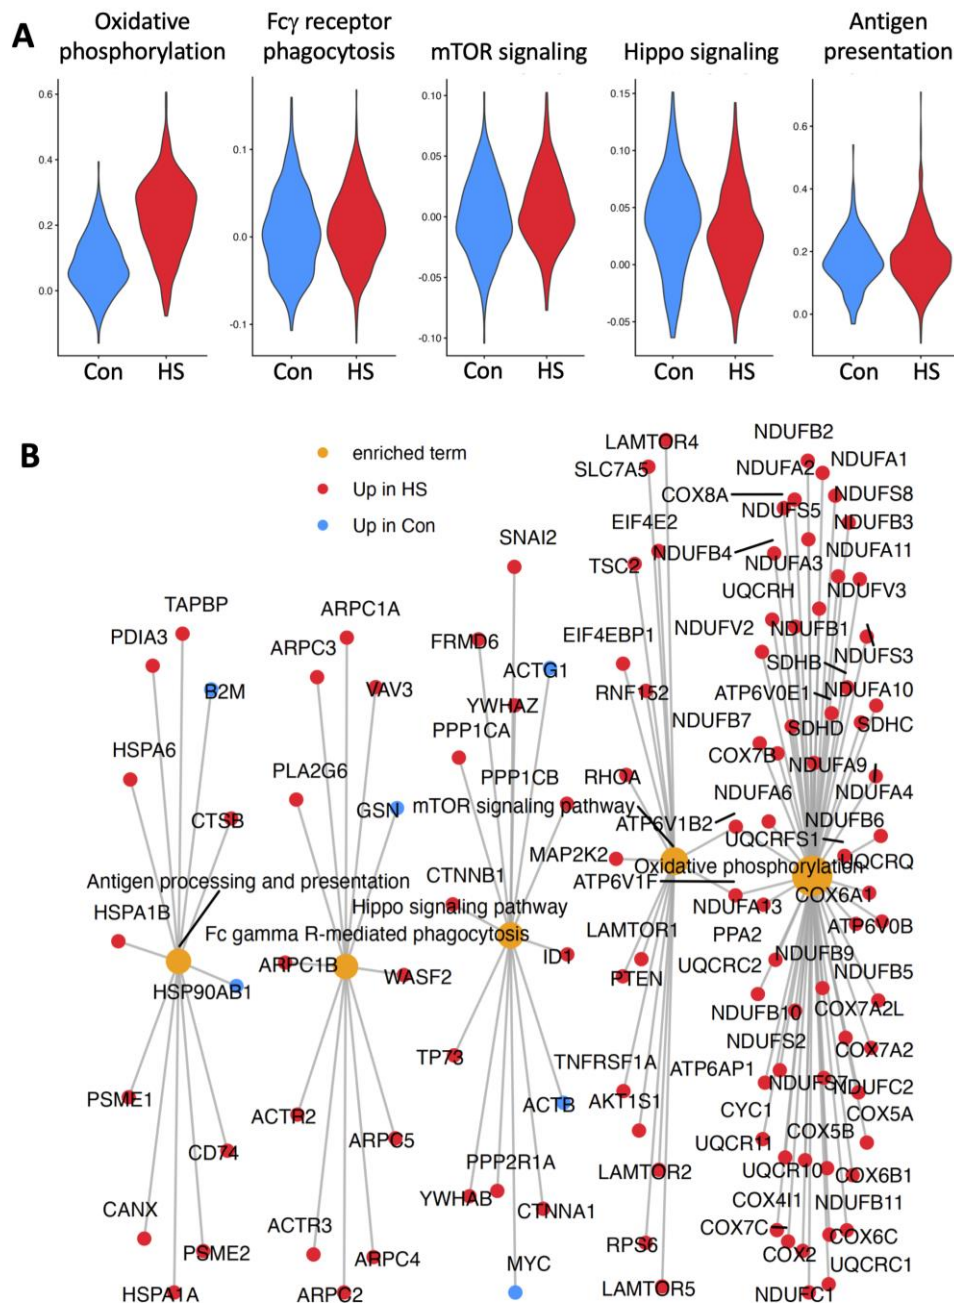 A
Oxidative
phosphorylation
Fcγ receptor
phagocytosis
mTOR signaling
Hippo signaling
Antigen
presentation
0.6
0.4
0.2
0.0
Con
HS
0.1
0.0
-0.1
Con
HS
0.10
0.05
0.00
-0.05
-0.10
Con
HS
0.15
0.10
0.05
0.00
-0.05
Con
HS
0.6
0.4
0.2
0.0
Con
HS
B
enriched term
Up in HS
Up in Con
TAPBP
PDIA3
B2M
HSPA6
CTSB
Antigen processing and presentation
HSPA1B
HSP90AB1
PSME1
CD74
CANX
PSME2
HSPA1A
ARPC1A
ARPC3
VAV3
PLA2G6
GSN
Fc gamma R-mediated phagocytosis
ARPC1B
WASF2
ACTR2
ARPC5
ACTR3
ARPC4
ARPC2
SNAI2
FRMD6
ACTG1
YWHAZ
PPP1CA
PPP1CB
CTNNB1
Hippo signaling pathway
ID1
TP73
ACTB
PPP2R1A
YWHAB
CTNNA1
MYC
LAMTOR4
SLC7A5
EIF4E2
TSC2
EIF4EBP1
RNF152
RHOA
mTOR signaling pathway
ATP6V1B2
MAP2K2
ATP6V1F
LAMTOR1
PTEN
TNFRSF1A
AKT1S1
LAMTOR2
RPS6
LAMTOR5
NDUFB2
NDUFA2
NDUFA1
COX8A
NDUFS8
NDUFS5
NDUFB3
NDUFB4
NDUFA3
NDUFA11
UQCRH
NDUFV3
NDUFV2
NDUFB1
NDUFS3
SDHB
ATP6V0E1
NDUFA10
NDUFB7
SDHD
SDHC
COX7B
NDUFA9
NDUFA6
NDUFA4
NDUFB6
UQCRFS1
UQCRQ
Oxidative phosphorylation
COX6A1
NDUFA13
ATP6V0B
PPA2
NDUFB9
UQCRC2
NDUFB5
NDUFB10
COX7A2L
NDUFS2
COX7A2
ATP6AP1
NDUFS7
NDUFC2
CYC1
COX5A
COX5B
UQCR11
UQCR10
COX6B1
COX4I1
NDUFB11
COX7C
COX6C
COX2
UQCRC1
NDUFC1